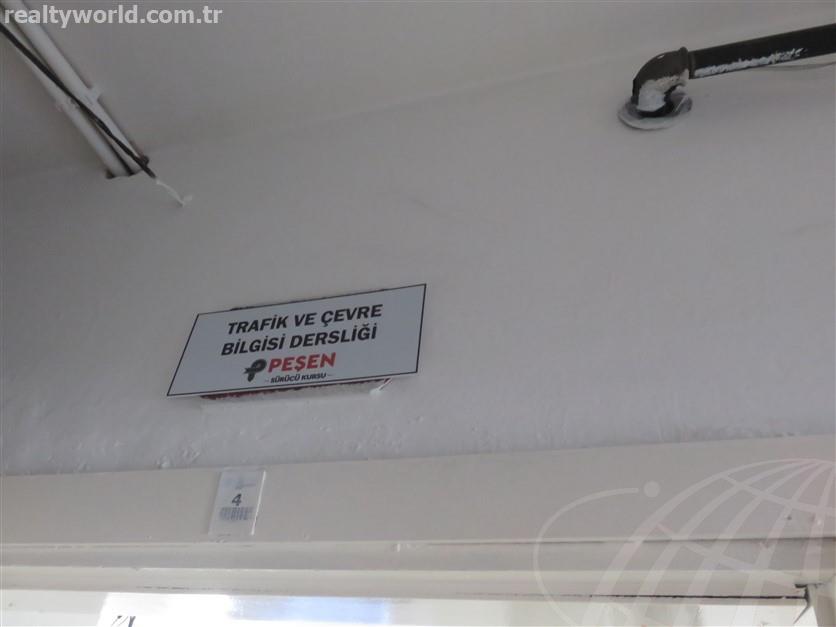 realtyworld.com.tr
TRAFİK VE ÇEVRE
BİLGİSİ DERSLİĞİ
PEŞEN
SÜRÜCÜ KURSU
4